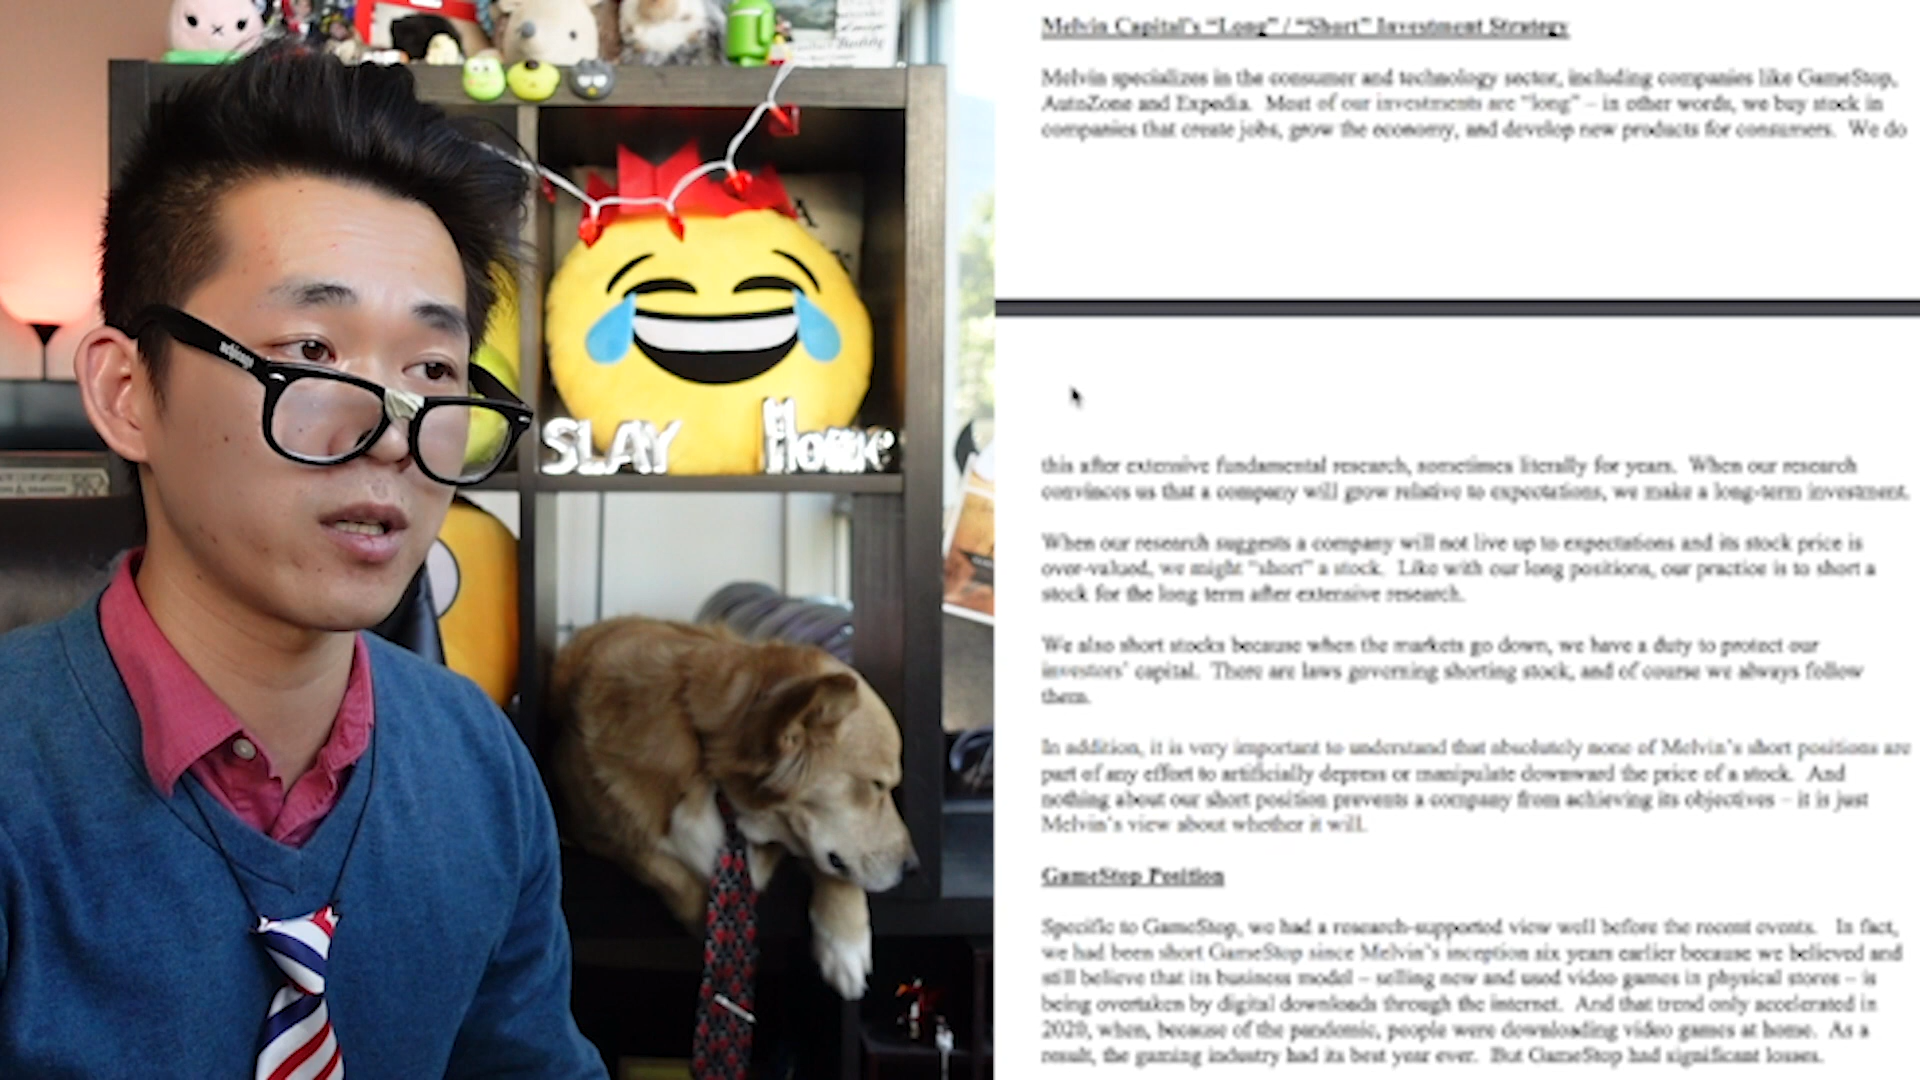 SLAY
Home
Melvin Capital's "Long" / "Short" Investment Strategy
Melvin specializes in the consumer and technology sector, including companies like GameStop,
AutoZone and Expedia. Most of our investments are "long" – in other words, we buy stock in
companies that create jobs, grow the economy, and develop new products for consumers. We do
this after extensive fundamental research, sometimes literally for years. When our research
convinces us that a company will grow relative to expectations, we make a long-term investment.
When our research suggests a company will not live up to expectations and its stock price is
over-valued, we might "short" a stock. Like with our long positions, our practice is to short a
stock for the long term after extensive research.
We also short stocks because when the markets go down, we have a duty to protect our
investors' capital. There are laws governing shorting stock, and of course we always follow
them.
In addition, it is very important to understand that absolutely none of Melvin's short positions are
part of any effort to artificially depress or manipulate downward the price of a stock. And
nothing about our short position prevents a company from achieving its objectives – it is just
Melvin's view about whether it will.
GameStop Position
Specific to GameStop, we had a research-supported view well before the recent events. In fact,
we had been short GameStop since Melvin's inception six years earlier because we believed and
still believe that its business model – selling new and used video games in physical stores – is
being overtaken by digital downloads through the internet. And that trend only accelerated in
2020, when, because of the pandemic, people were downloading video games at home. As a
result, the gaming industry had its best year ever. But GameStop had significant losses.